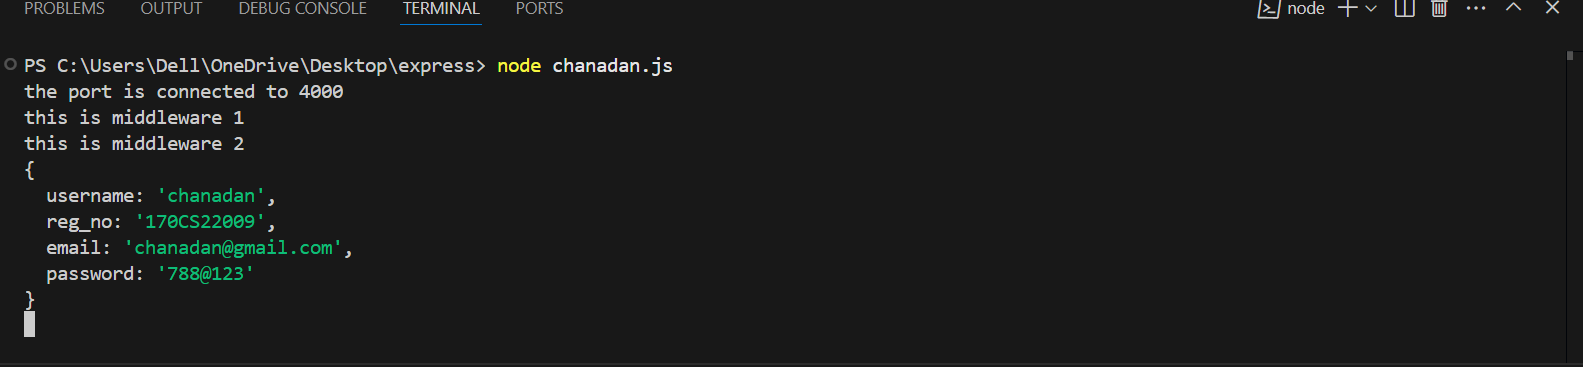 PROBLEMS OUTPUT DEBUG CONSOLE TERMINAL PORTS node
PS C:\Users\Dell\OneDrive\Desktop\express> node chanadan.js
the port is connected to 4000
this is middleware 1
this is middleware 2
{
  username: 'chanadan',
  reg_no: '170CS22009',
  email: 'chanadan@gmail.com',
  password: '788@123'
}